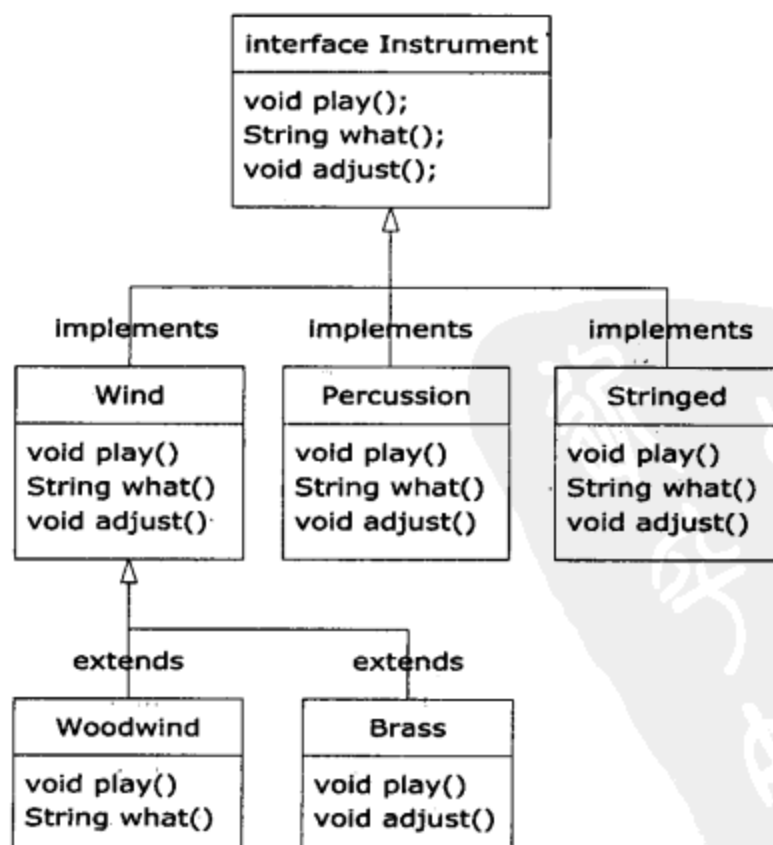 interface Instrument
void play();
String what();
void adjust();
implements
implements
implements
Wind
void play()
String what()
void adjust()
Percussion
void play()
String what()
void adjust()
Stringed
void play()
String what()
void adjust()
extends
extends
Woodwind
void play()
String what()
Brass
void play()
void adjust()